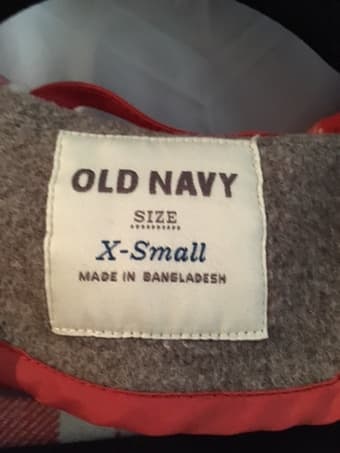 OLD NAVY
SIZE
X-Small
MADE IN BANGLADESH